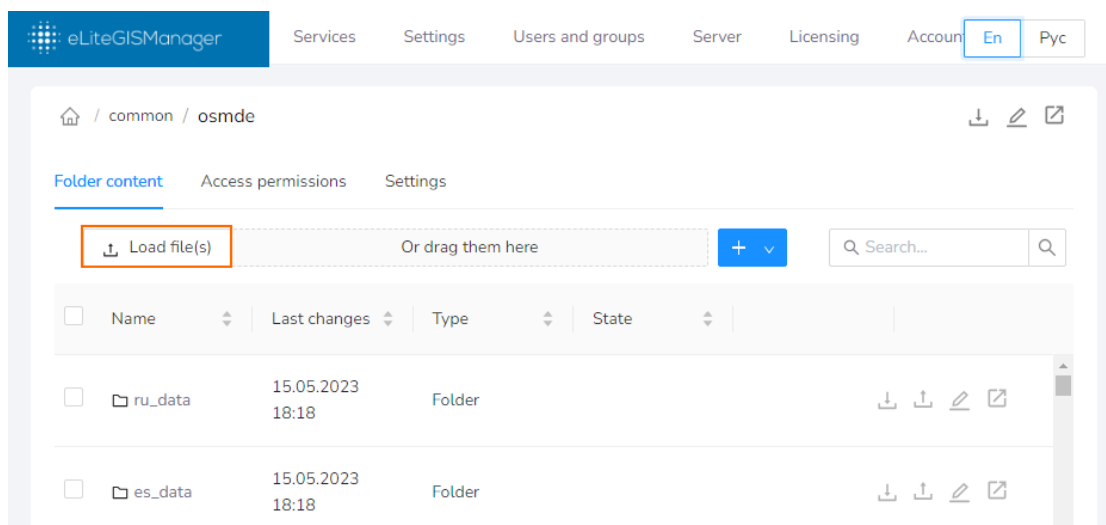 eLiteGISManager Services Settings Users and groups Server Licensing Accoun En Рус
/ common / osmde
Folder content Access permissions Settings
Load file(s) Or drag them here + Search...
Name Last changes Type State
ru_data 15.05.2023 18:18 Folder
es_data 15.05.2023 18:18 Folder